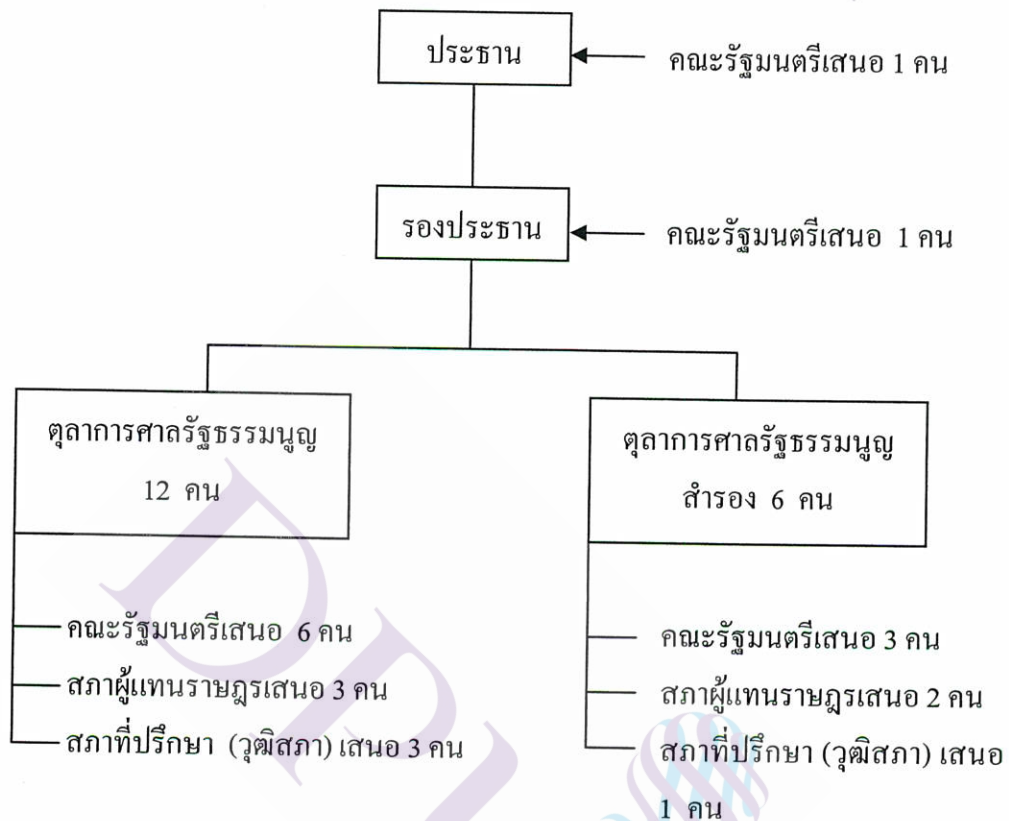 ประธาน
คณะรัฐมนตรีเสนอ 1 คน
รองประธาน
คณะรัฐมนตรีเสนอ 1 คน
ตุลาการศาลรัฐธรรมนูญ
12 คน
คณะรัฐมนตรีเสนอ 6 คน
สภาผู้แทนราษฎรเสนอ 3 คน
สภาที่ปรึกษา (วุฒิสภา) เสนอ 3 คน
ตุลาการศาลรัฐธรรมนูญ
สำรอง 6 คน
คณะรัฐมนตรีเสนอ 3 คน
สภาผู้แทนราษฎรเสนอ 2 คน
สภาที่ปรึกษา (วุฒิสภา) เสนอ
1 คน